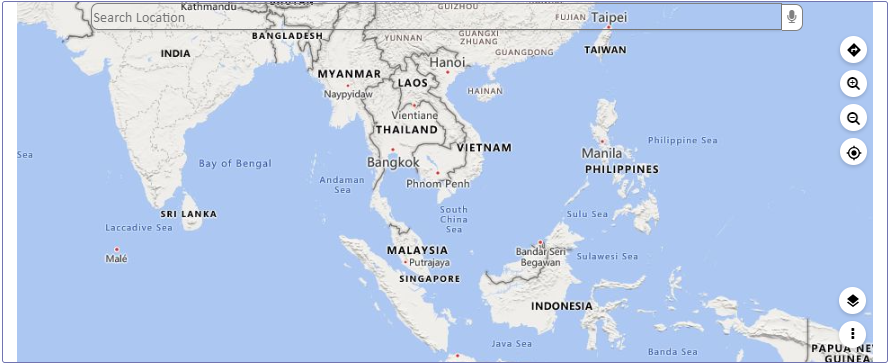 BHUTAN
Kathmandu
GUIZHOU
Search Location
FUJIAN
Taipei
BANGLADESH
YUNNAN
GUANGXI
ZHUANG
TAIWAN
INDIA
GUANGDONG
Hanoi
MYANMAR
LAOS
Naypyidaw
HAINAN
Vientiane
THAILAND
VIETNAM
Philippine Sea
Sea
Bay of Bengal
Bangkok
Manila
PHILIPPINES
Andaman
Sea
Phnom Penh
SRI LANKA
South
China
Sea
Sulu Sea
Laccadive Sea
MALAYSIA
Bandar Seri
Begawan
Sulawesi Sea
Malé
Putrajaya
SINGAPORE
INDONESIA
Java Sea
Banda Sea
PAPUA NE
GUINEA